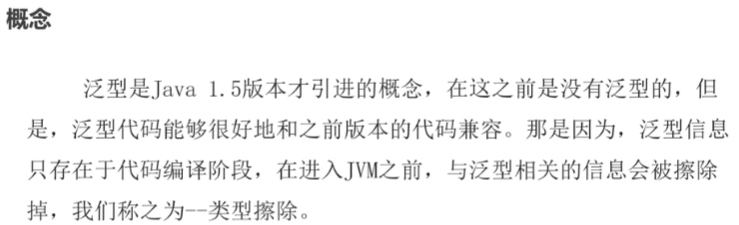 概念
泛型是Java 1.5版本才引进的概念，在这之前是没有泛型的，但
是，泛型代码能够很好地和之前版本的代码兼容。那是因为，泛型信息
只存在于代码编译阶段，在进入JVM之前，与泛型相关的信息会被擦除
掉，我们称之为--类型擦除。